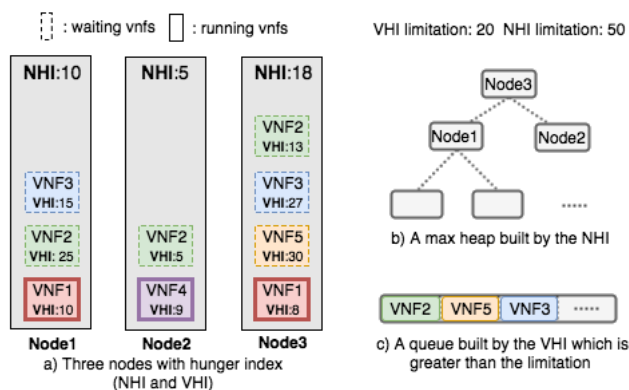 : waiting vnfs
: running vnfs
VHI limitation: 20 NHI limitation: 50
NHI:10
VNF3
VHI:15
VNF2
VHI: 25
VNF1
VHI:10
Node1
NHI:5
VNF2
VHI:5
VNF4
VHI:9
Node2
NHI:18
VNF2
VHI:13
VNF3
VHI:27
VNF5
VHI:30
VNF1
VHI:8
Node3
a) Three nodes with hunger index
(NHI and VHI)
Node3
Node1
Node2
.....
b) A max heap built by the NHI
VNF2
VNF5
VNF3
.....
c) A queue built by the VHI which is
greater than the limitation